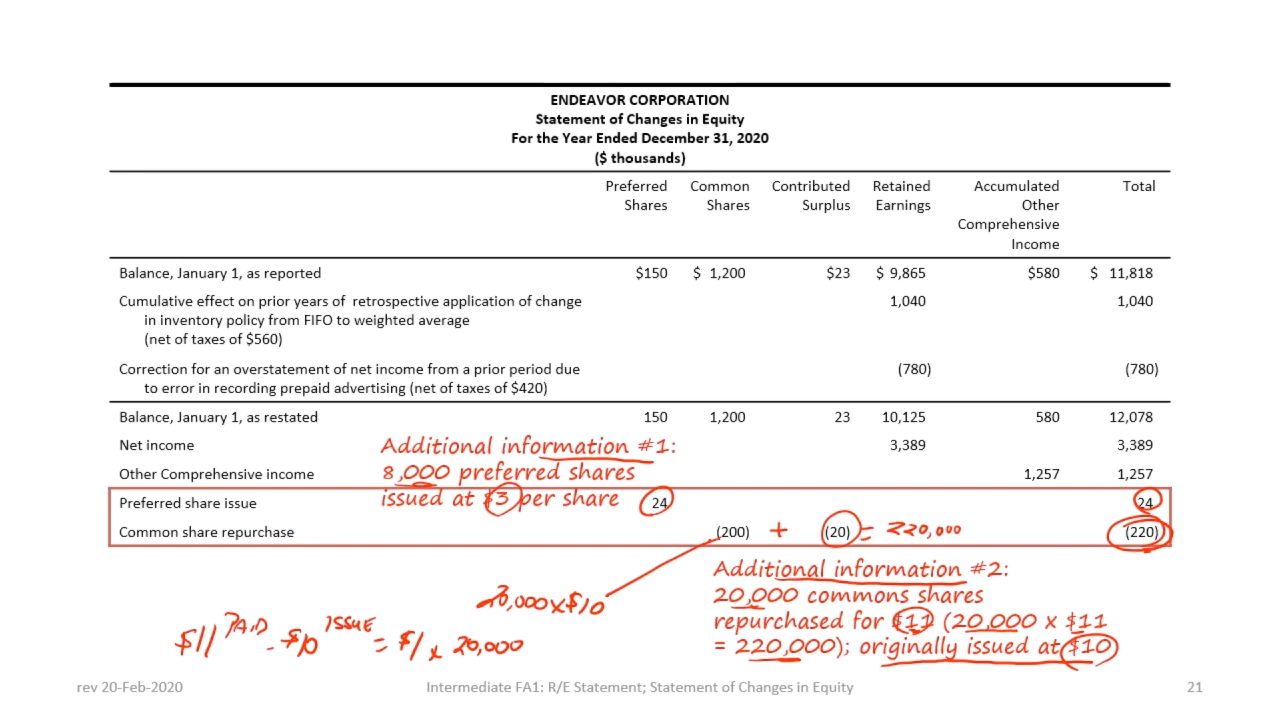 ENDEAVOR CORPORATION
Statement of Changes in Equity
For the Year Ended December 31, 2020
($ thousands)
Preferred Shares Common Shares Contributed Surplus Retained Earnings Accumulated Other Comprehensive Income Total
Balance, January 1, as reported $150 $ 1,200 $23 $ 9,865 $580 $ 11,818
Cumulative effect on prior years of retrospective application of change 1,040 1,040
in inventory policy from FIFO to weighted average
(net of taxes of $560)
Correction for an overstatement of net income from a prior period due (780) (780)
to error in recording prepaid advertising (net of taxes of $420)
Balance, January 1, as restated 150 1,200 23 10,125 580 12,078
Net income 3,389 3,389
Other Comprehensive income 1,257 1,257
Additional information #1:
8,000 preferred shares
issued at $3 per share
Preferred share issue 24 24
Common share repurchase (200) + (20) = 220,000 (220)
Additional information #2:
20,000 commons shares
repurchased for $11 (20,000 x $11
= 220,000); originally issued at $10)
20,000 x $10
$11 PAID - $10 ISSUE = $1 x 20,000
rev 20-Feb-2020 Intermediate FA1: R/E Statement; Statement of Changes in Equity 21